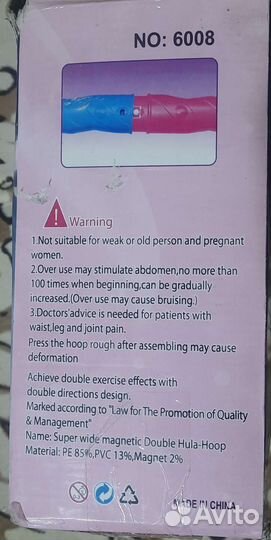 NO: 6008
Warning
1.Not suitable for weak or old person and pregnant
women.
2.Over use may stimulate abdomen,no more than
100 times when beginning,can be gradually
increased.(Over use may cause bruising.)
3.Doctors'advice is needed for patients with
waist,leg and joint pain.
Press the hoop rough after assembling may cause
deformation
Achieve double exercise effects with
double directions design.
Marked according to "Law for The Promotion of Quality
& Management"
Name: Super wide magnetic Double Hula-Hoop
Material: PE 85%,PVC 13%,Magnet 2%
MADE IN CHINA
Avito